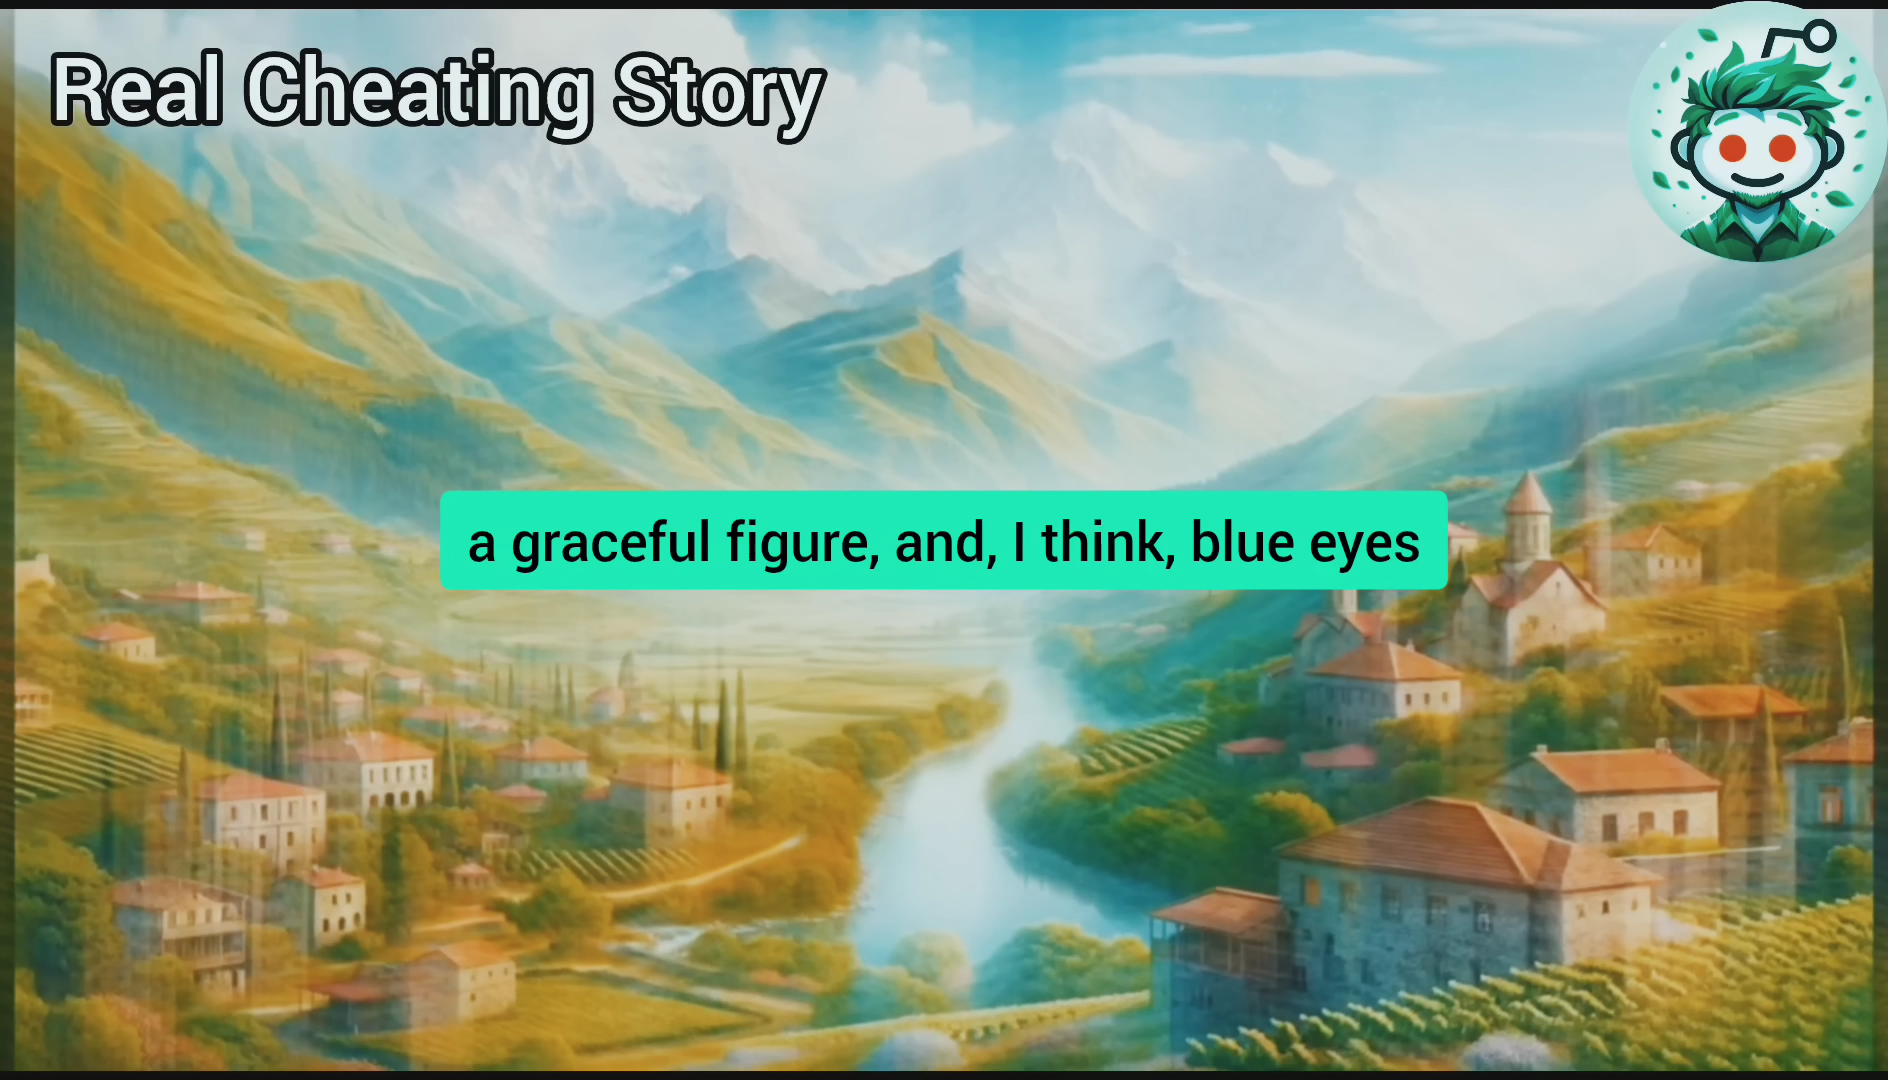 Real Cheating Story
a graceful figure, and, I think, blue eyes